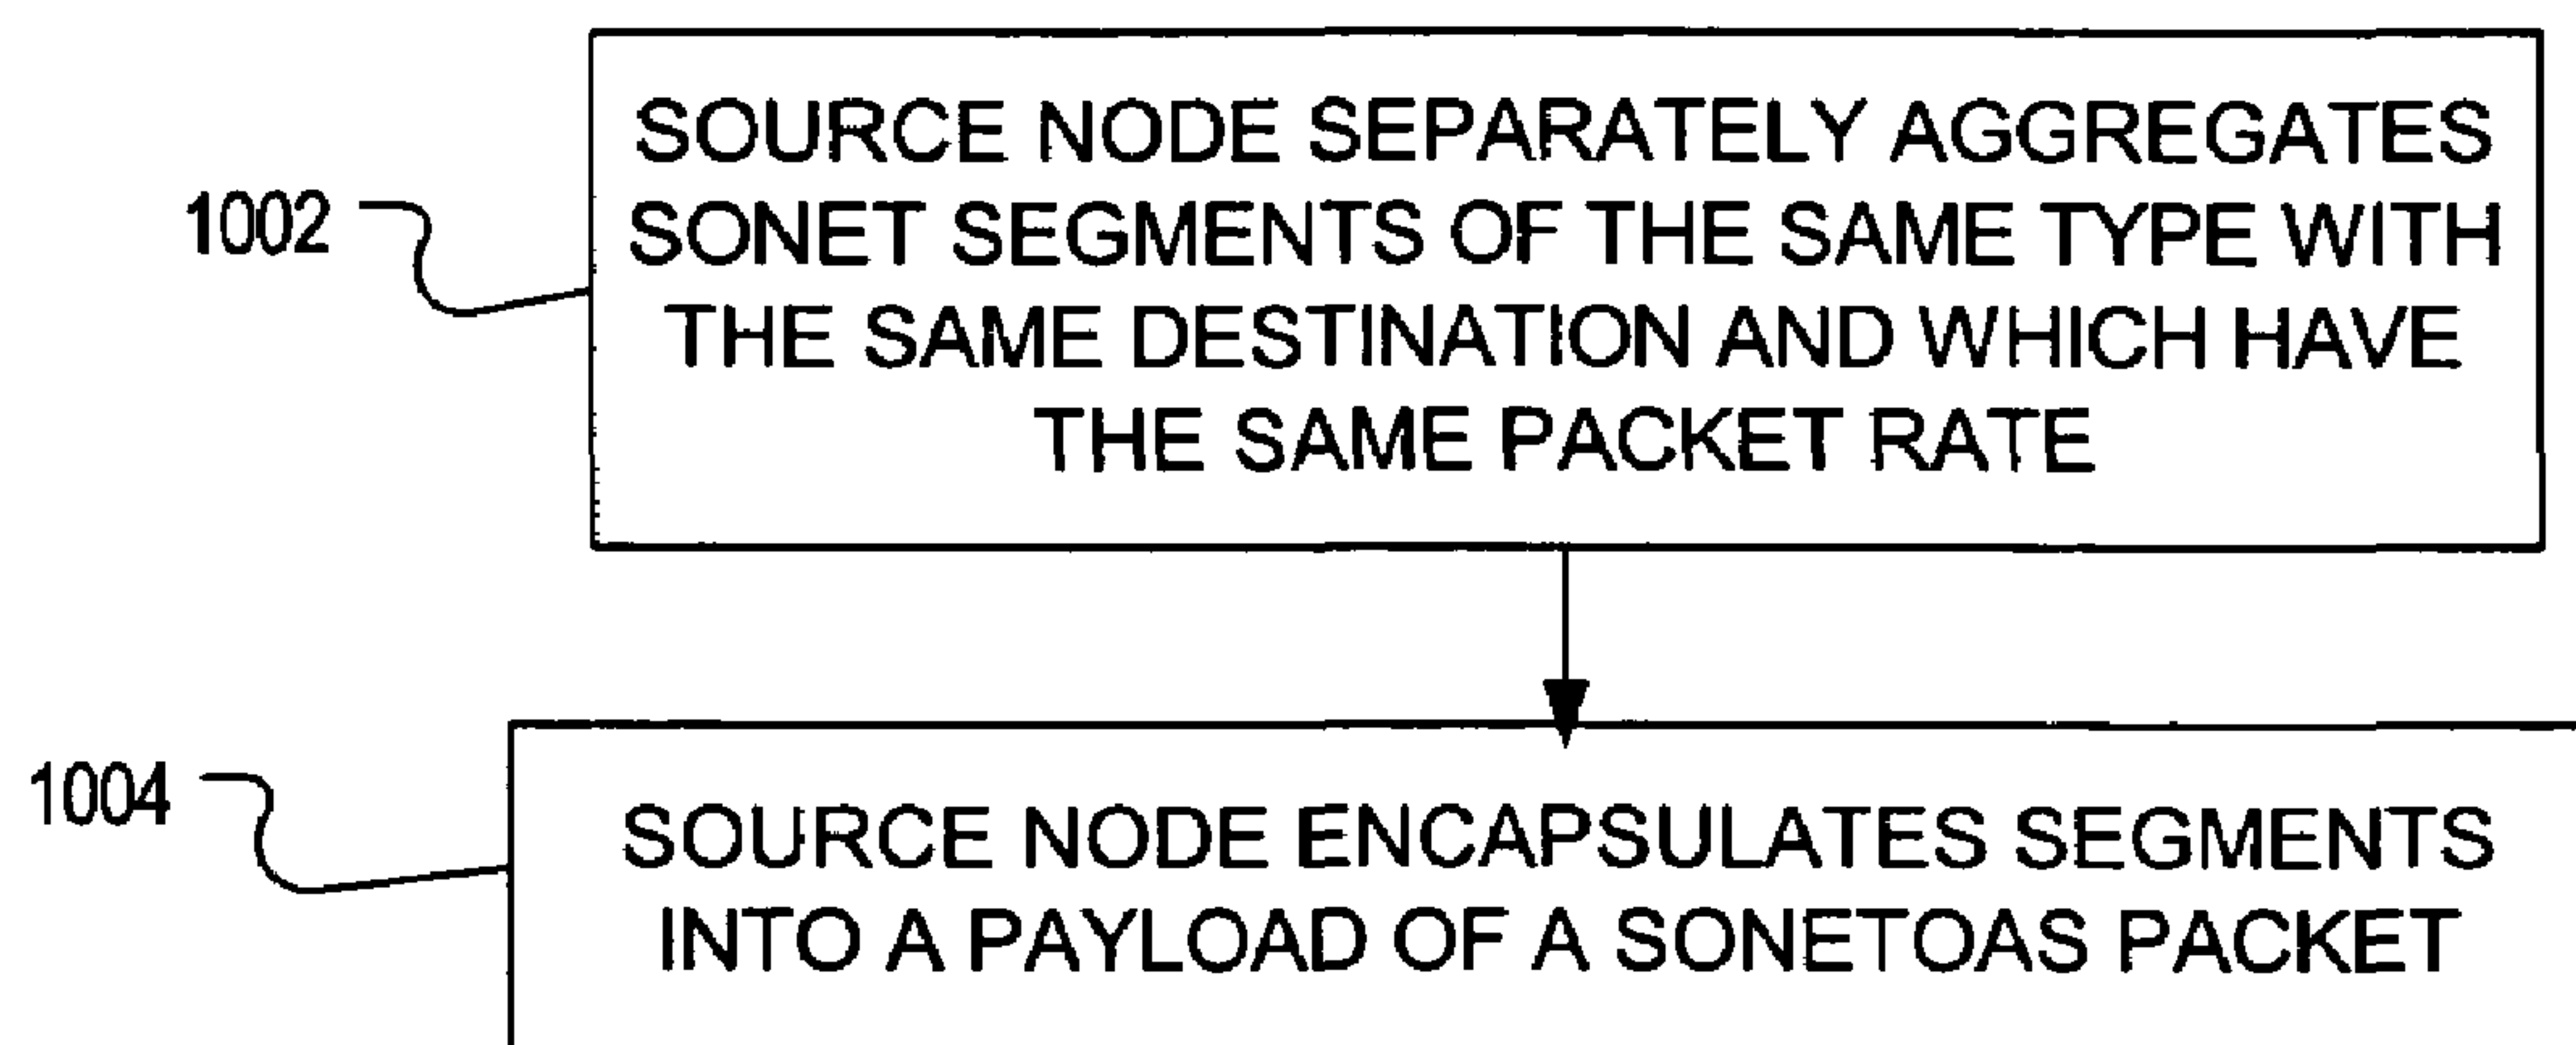 SOURCE NODE SEPARATELY AGGREGATES
1002
SONET SEGMENTS OF THE SAME TYPE WITH
THE SAME DESTINATION AND WHICH HAVE
THE SAME PACKET RATE
1004
SOURCE NODE ENCAPSULATES SEGMENTS
INTO A PAYLOAD OF A SONETOAS PACKET